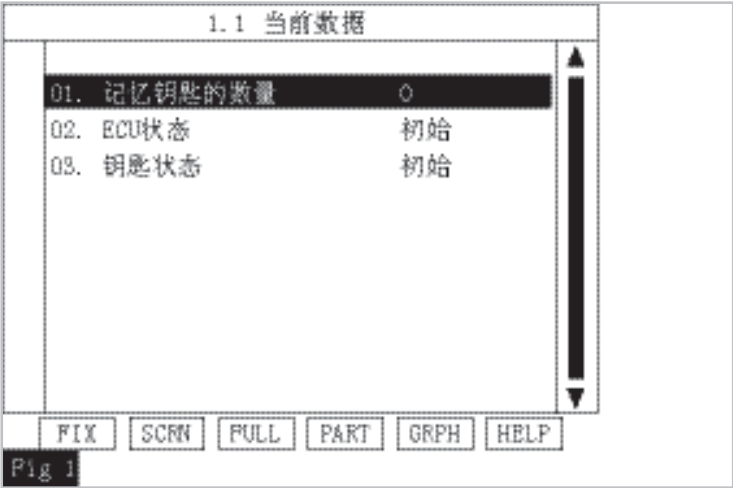 1.1 当前数据
01. 记忆钥匙的数量 0
02. ECU状态 初始
03. 钥匙状态 初始
FIX SCRN FULL PART GRPH HELP
Fig 1